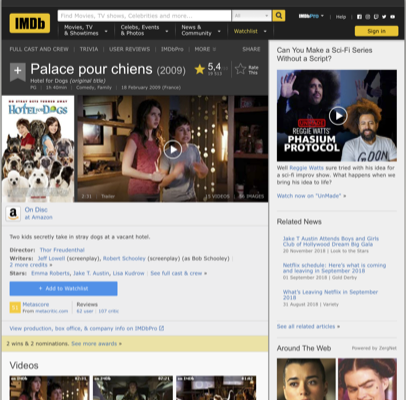 IMDb
Find Movies, TV shows, Celebrities and more...
All
IMDbPro
Help
Movies, TV
& Showtimes
Celebs, Events
& Photos
News &
Community
Watchlist
Sign in
FULL CAST AND CREW | TRIVIA | USER REVIEWS | IMDbPro | MORE
SHARE
Palace pour chiens (2009)
Hotel for Dogs (original title)
PG | 1h 40min | Comedy, Family | 18 February 2009 (France)
5,4
Rate
This
HOTEL for DOGS
2:31 | Trailer
15 VIDEOS
IMAGES
On Disc
at Amazon
Two kids secretly take in stray dogs at a vacant hotel.
Director: Thor Freudenthal
Writers: Jeff Lowell (screenplay), Robert Schooley (screenplay) (as Bob Schooley) |
2 more credits »
Stars: Emma Roberts, Jake T. Austin, Lisa Kudrow | See full cast & crew »
+ Add to Watchlist
Metascore
From metacritic.com
Reviews
92 user | 107 critic
View production, box office, & company info on IMDbPro
2 wins & 2 nominations. See more awards »
Videos
Can You Make a Sci-Fi Series
Without a Script?
REGGIE WATTS'
PHASIUM
PROTOCOL
Well Reggie Watts sure tried with his idea for
a sci-fi improv show. What happens when we
bring his idea to life?
Watch now on "UnMade" »
Related News
Jake T Austin Attends Boys and Girls
Club of Hollywood Dream Big Gala
20 November 2018 | Look to the Stars
Netflix schedule: Here's what is coming
and leaving in September 2018
01 September 2018 | Gold Derby
What's Leaving Netflix in September
2018
31 August 2018 | Variety
See all related articles »
Around The Web
Powered by ZergNet